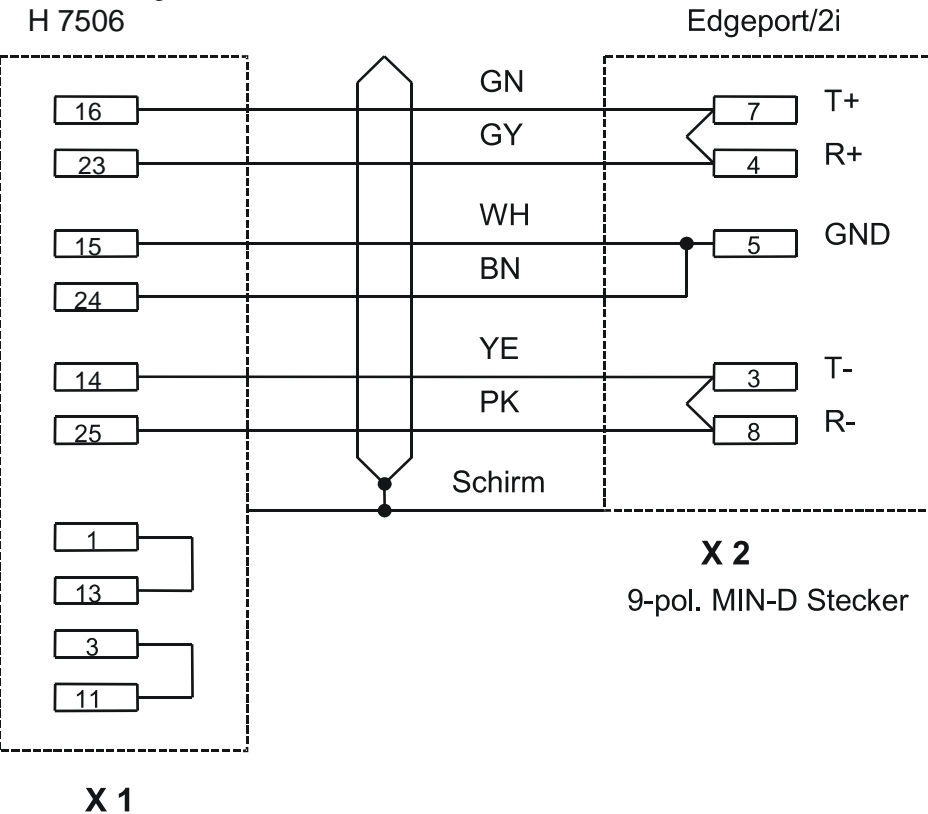 H 7506 Edgeport/2i
GN
16 7 T+
GY
23 4 R+
WH
15 5 GND
BN
24
YE
14 3 T-
PK
25 8 R-
Schirm
1
X 2
13 9-pol. MIN-D Stecker
3
11
X 1